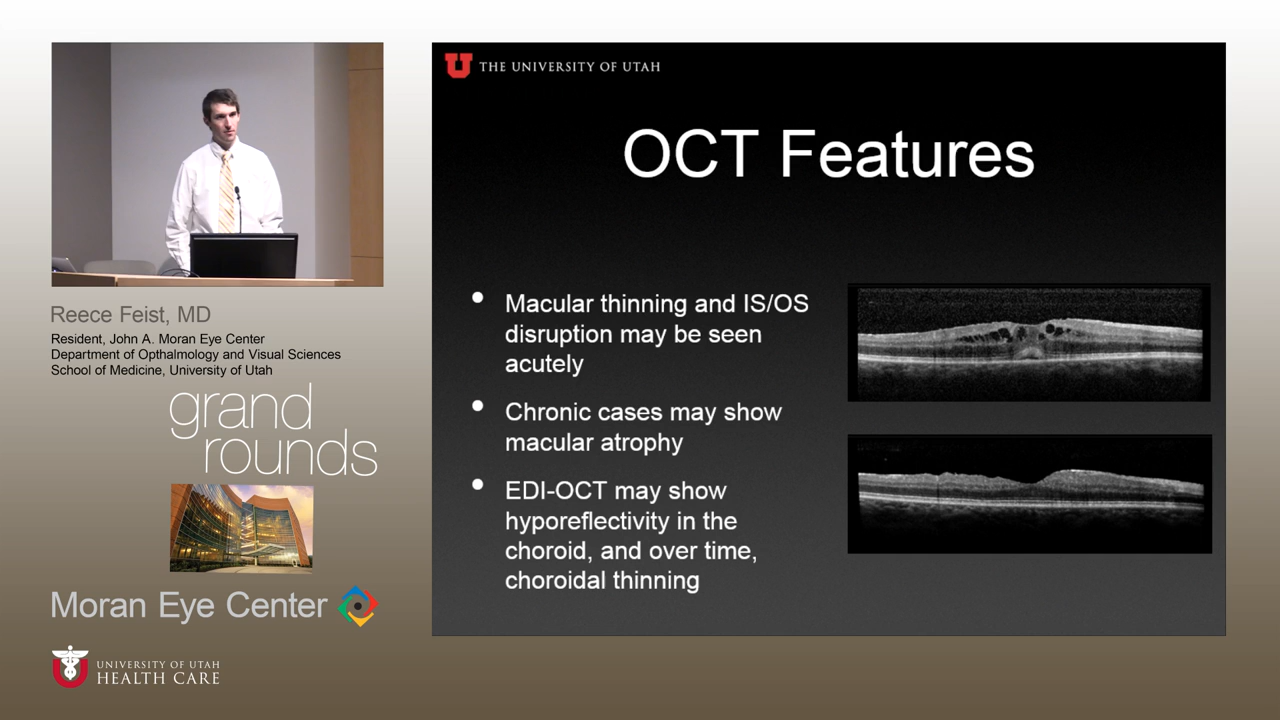 Reece Feist, MD
Resident, John A. Moran Eye Center
Department of Opthalmology and Visual Sciences
School of Medicine, University of Utah
grand
rounds
Moran Eye Center
UNIVERSITY OF UTAH
HEALTH CARE
THE UNIVERSITY OF UTAH
OCT Features
• Macular thinning and IS/OS
disruption may be seen
acutely
• Chronic cases may show
macular atrophy
• EDI-OCT may show
hyporeflectivity in the
choroid, and over time,
choroidal thinning